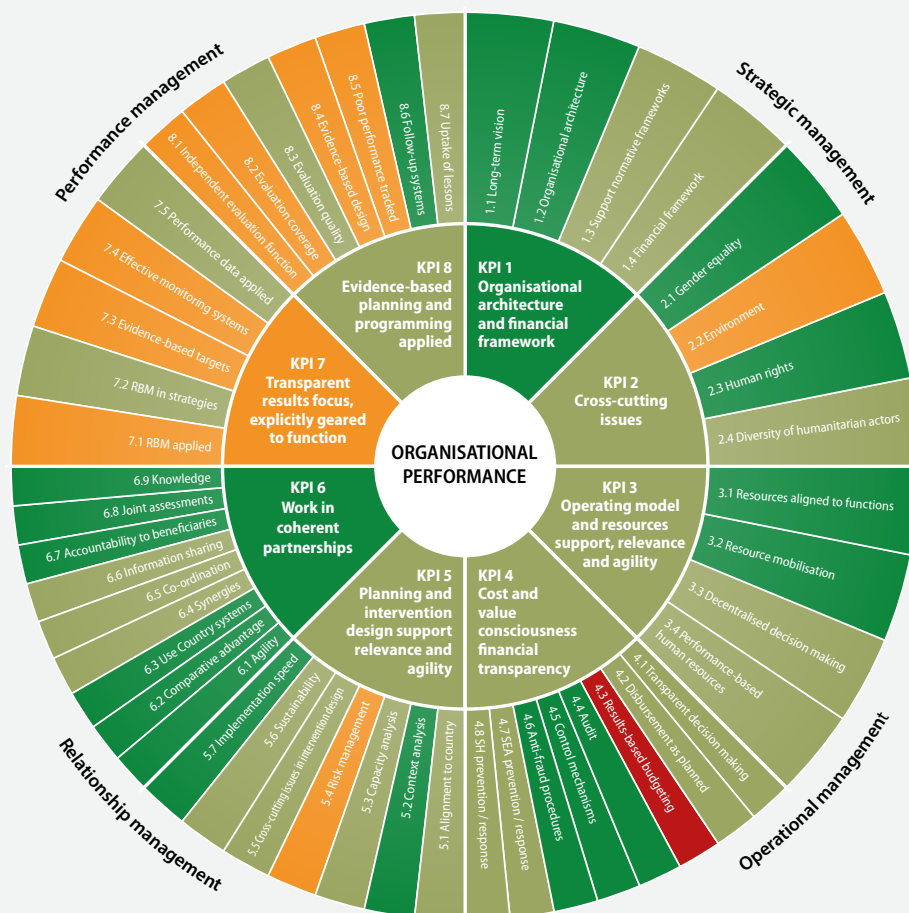 Performance management
Strategic management
8.1 Independent evaluation function
8.2 Evaluation coverage
8.3 Evaluation quality
8.4 Evidence-based design
8.5 Poor performance tracked
8.6 Follow-up systems
8.7 Uptake of lessons
1.1 Long-term vision
1.2 Organisational architecture
1.3 Support normative frameworks
1.4 Financial framework
2.1 Gender equality
2.2 Environment
2.3 Human rights
2.4 Diversity of humanitarian actors
7.5 Performance data applied
7.4 Effective monitoring systems
7.3 Evidence-based targets
7.2 RBM in strategies
7.1 RBM applied
KPI 8
Evidence-based
planning and
programming
applied
KPI 1
Organisational
architecture
and financial
framework
KPI 7
Transparent
results focus,
explicitly geared
to function
KPI 2
Cross-cutting
issues
ORGANISATIONAL
PERFORMANCE
KPI 6
Work in
coherent
partnerships
KPI 3
Operating model
and resources
support, relevance
and agility
KPI 5
Planning and
intervention
design support
relevance and
agility
KPI 4
Cost and
value
consciousness
financial
transparency
6.9 Knowledge
6.8 Joint assessments
6.7 Accountability to beneficiaries
6.6 Information sharing
6.5 Co-ordination
6.4 Synergies
6.3 Use Country systems
6.2 Comparative advantage
6.1 Agility
3.1 Resources aligned to functions
3.2 Resource mobilisation
3.3 Decentralised decision making
3.4 Performance-based
human resources
5.7 Implementation speed
5.6 Sustainability
5.5 Cross-cutting issues in intervention design
5.4 Risk management
5.3 Capacity analysis
5.2 Context analysis
5.1 Alignment to country
4.8 SH prevention / response
4.7 SEA prevention / response
4.6 Anti-fraud procedures
4.5 Control mechanisms
4.4 Audit
4.3 Results-based budgeting
4.2 Disbursement as planned
4.1 Transparent decision making
Relationship management
Operational management